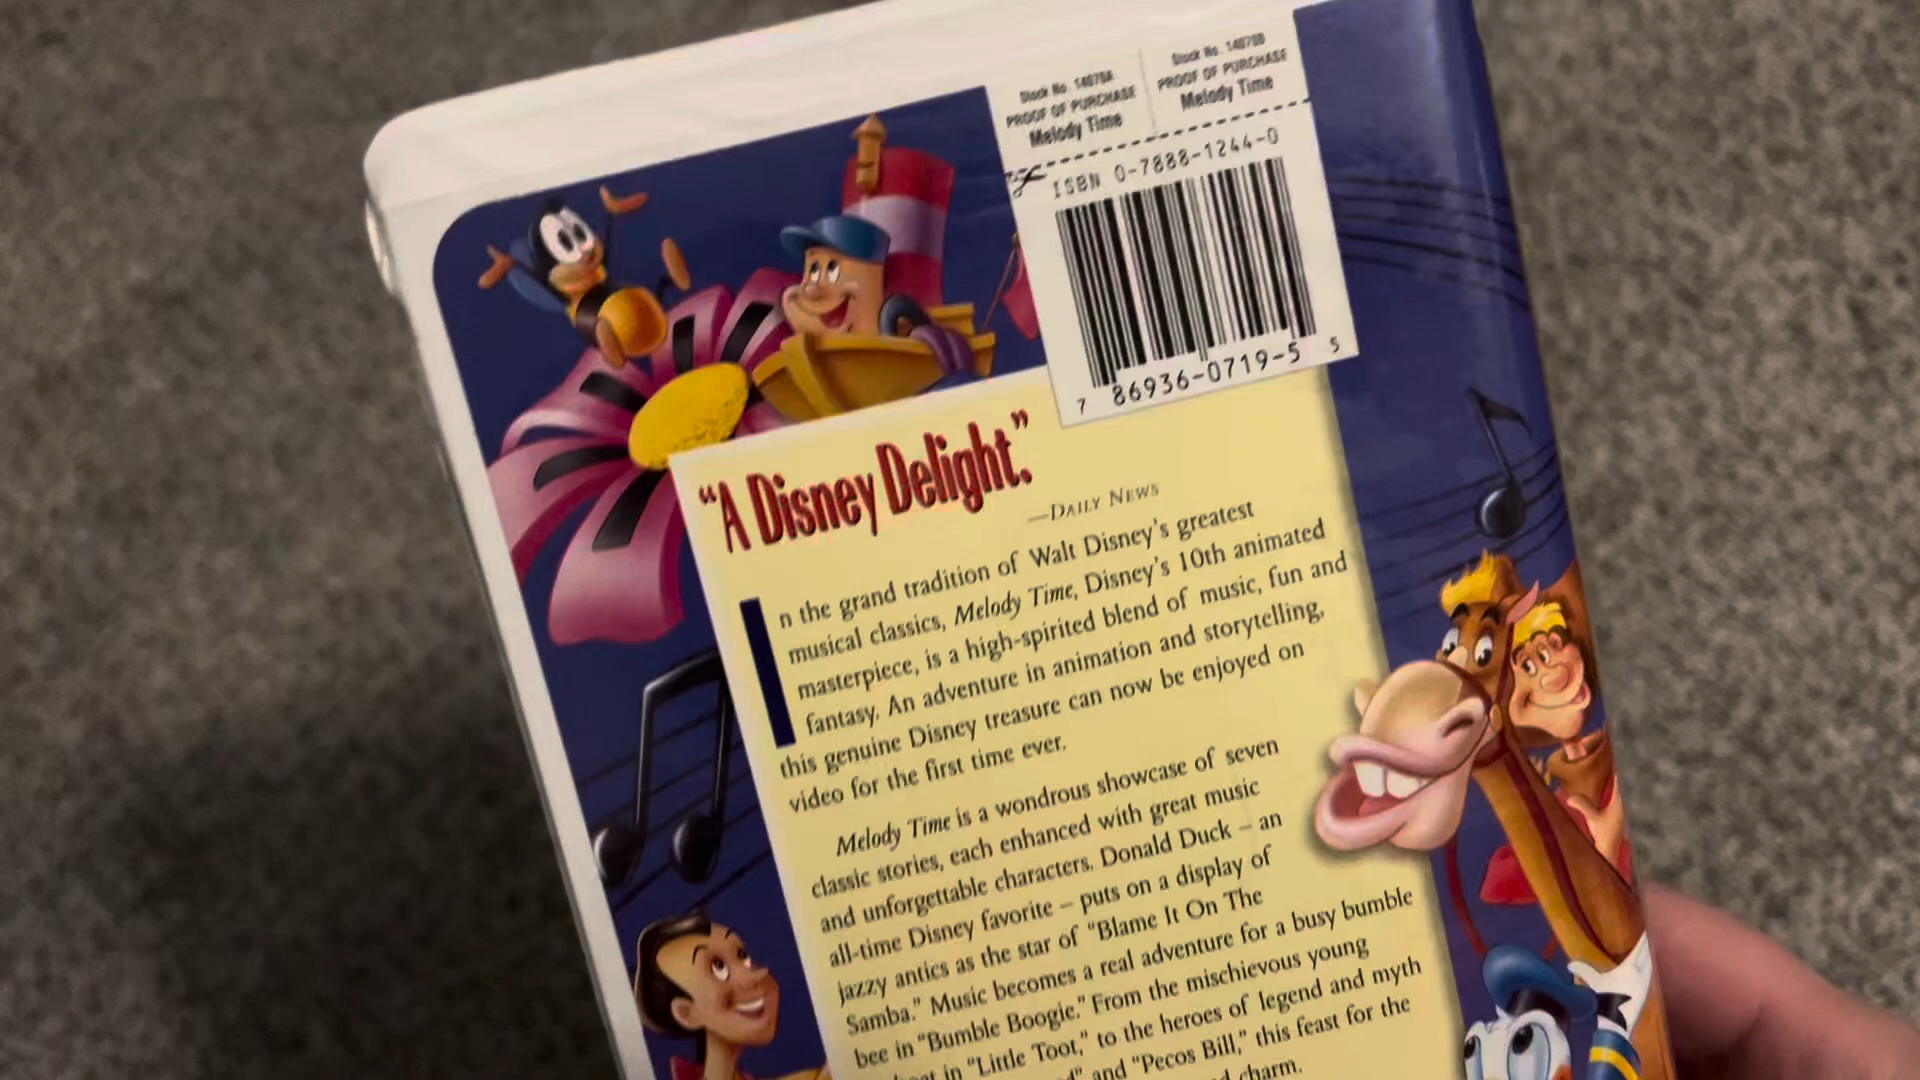 Stock No. 14070A
PROOF OF PURCHASE
Melody Time
Stock No. 14070B
PROOF OF PURCHASE
Melody Time
ISBN 0-7888-1244-0
7 86936-0719-5 5
“A Disney Delight.”
—DAILY NEWS
In the grand tradition of Walt Disney's greatest
musical classics, Melody Time, Disney's 10th animated
masterpiece, is a high-spirited blend of music, fun and
fantasy. An adventure in animation and storytelling,
this genuine Disney treasure can now be enjoyed on
video for the first time ever.
Melody Time is a wondrous showcase of seven
classic stories, each enhanced with great music
and unforgettable characters. Donald Duck – an
all-time Disney favorite – puts on a display of
jazzy antics as the star of "Blame It On The
Samba." Music becomes a real adventure for a busy bumble
bee in "Bumble Boogie." From the mischievous young
in "Little Toot," to the heroes of legend and myth
and "Pecos Bill," this feast for the
charm.